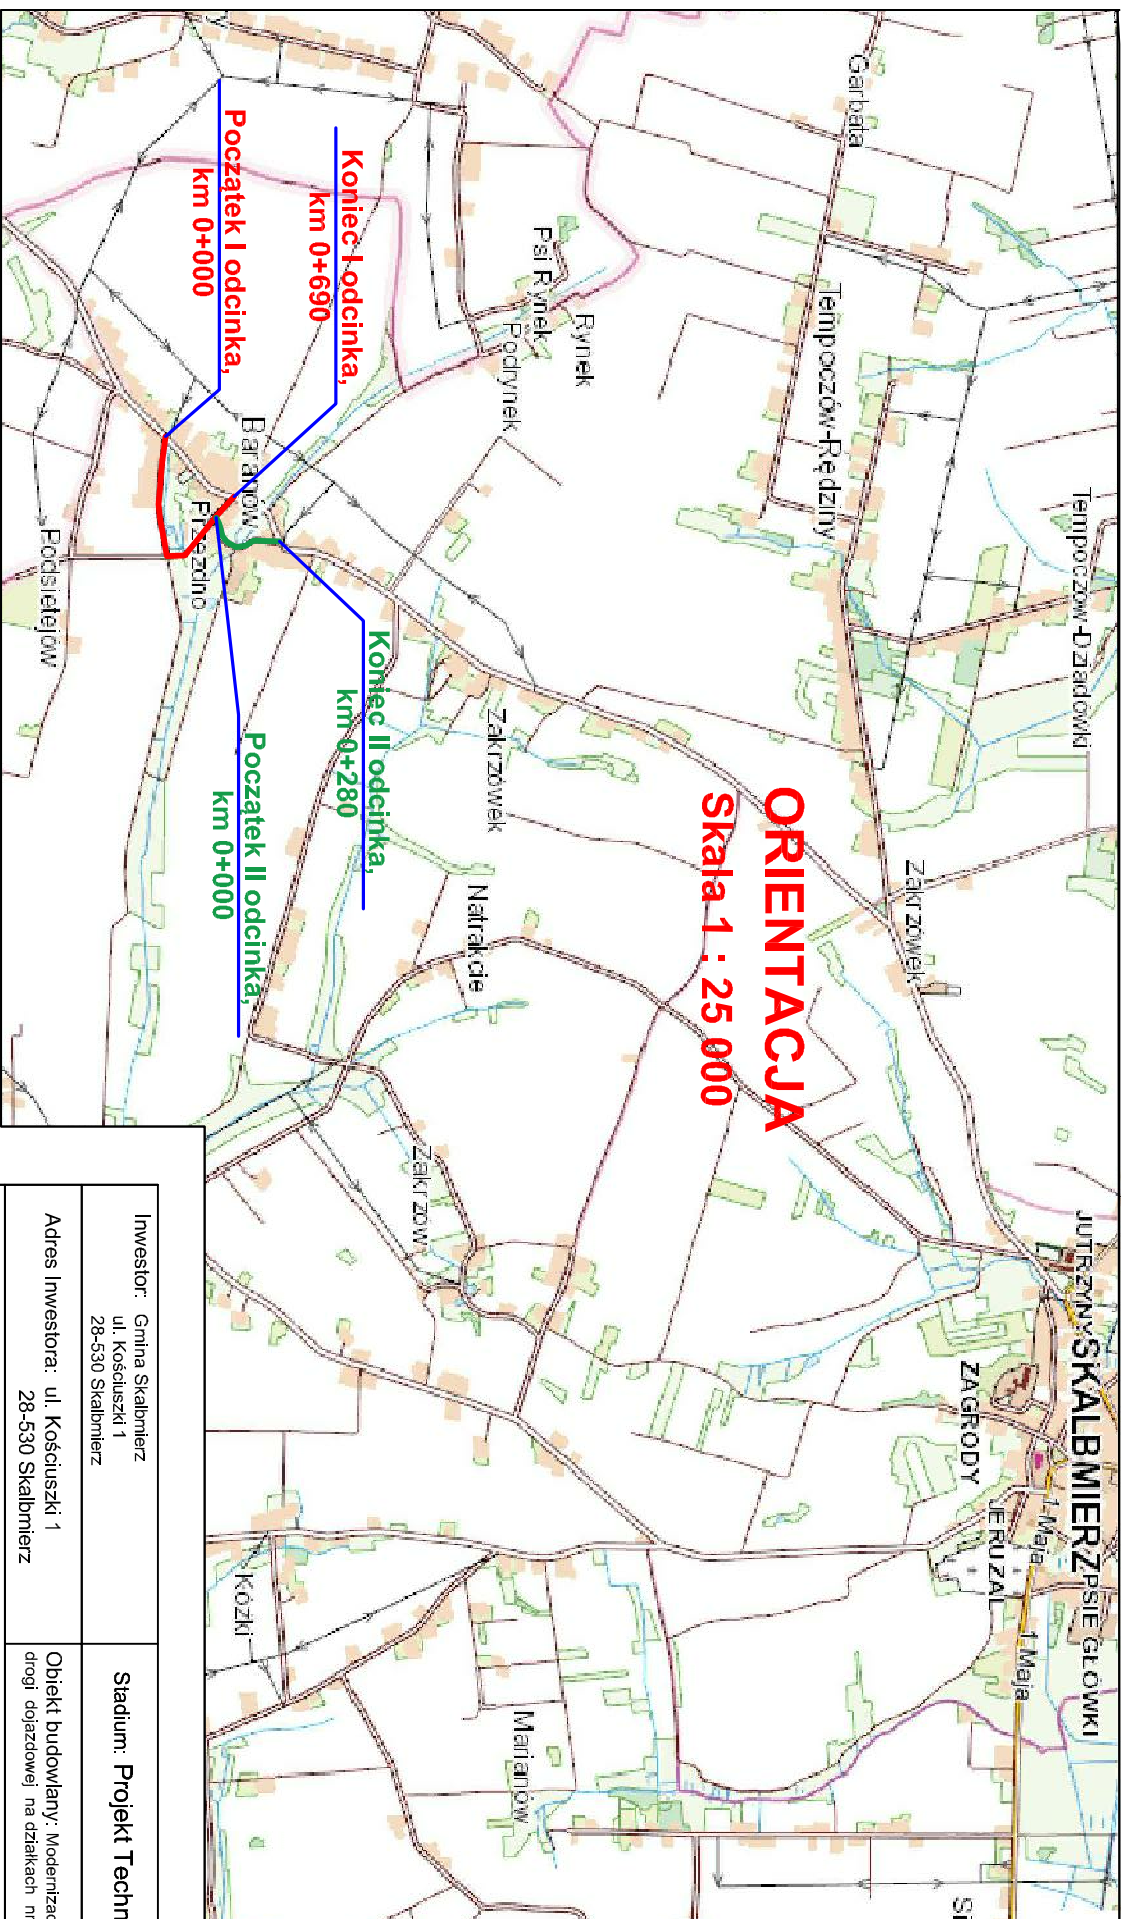 ORIENTACJA
Skala 1 : 25 000
Początek I odcinka,
km 0+000
Koniec I odcinka,
km 0+690
Koniec II odcinka,
km 0+280
Początek II odcinka,
km 0+000
Garbata
Psi Rynek
Rynek
Podrynek
Tempoczów-Rędziny
Tempoczów-Dziadówki
Baranów
Przezdno
Podsietejów
Zakrzówek
Zakrzówek
Natrakcie
Zakrzów
JUTRZYNY
SKALBMIERZ
PSIE GŁÓWKI
ZAGRODY
JERUZAL
1 Maja
1 Maja
Kózki
Marianów
Inwestor: Gmina Skalbmierz
ul. Kościuszki 1
28-530 Skalbmierz
Adres Inwestora: ul. Kościuszki 1
28-530 Skalbmierz
Stadium: Projekt Techn
Obiekt budowlany: Modernizac
drogi dojazdowej na działkach nr